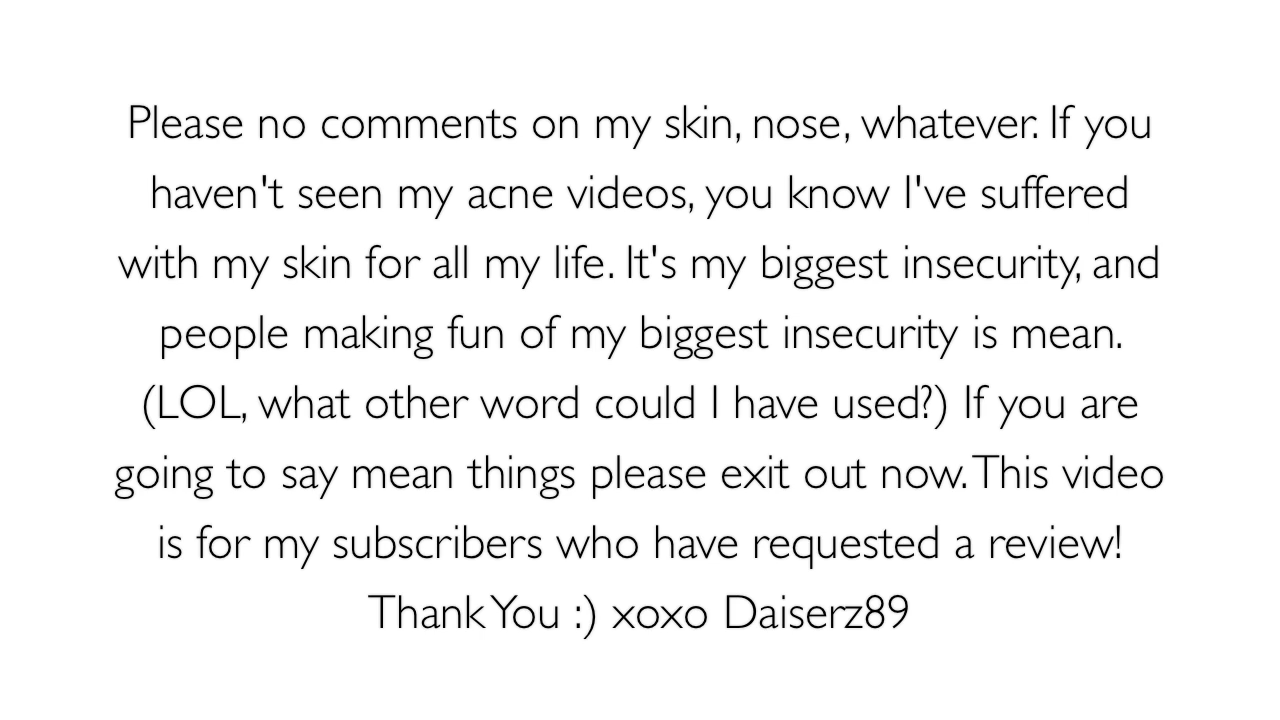 Please no comments on my skin, nose, whatever. If you
haven't seen my acne videos, you know I've suffered
with my skin for all my life. It's my biggest insecurity, and
people making fun of my biggest insecurity is mean.
(LOL, what other word could I have used?) If you are
going to say mean things please exit out now. This video
is for my subscribers who have requested a review!
Thank You :) xoxo Daiserz89